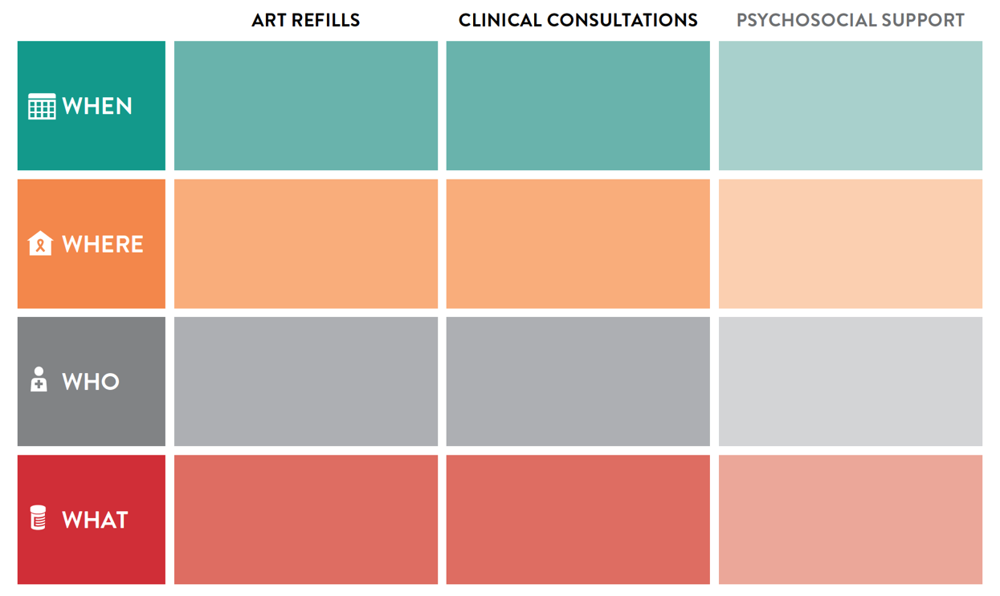 ART REFILLS CLINICAL CONSULTATIONS PSYCHOSOCIAL SUPPORT
WHEN
WHERE
WHO
WHAT